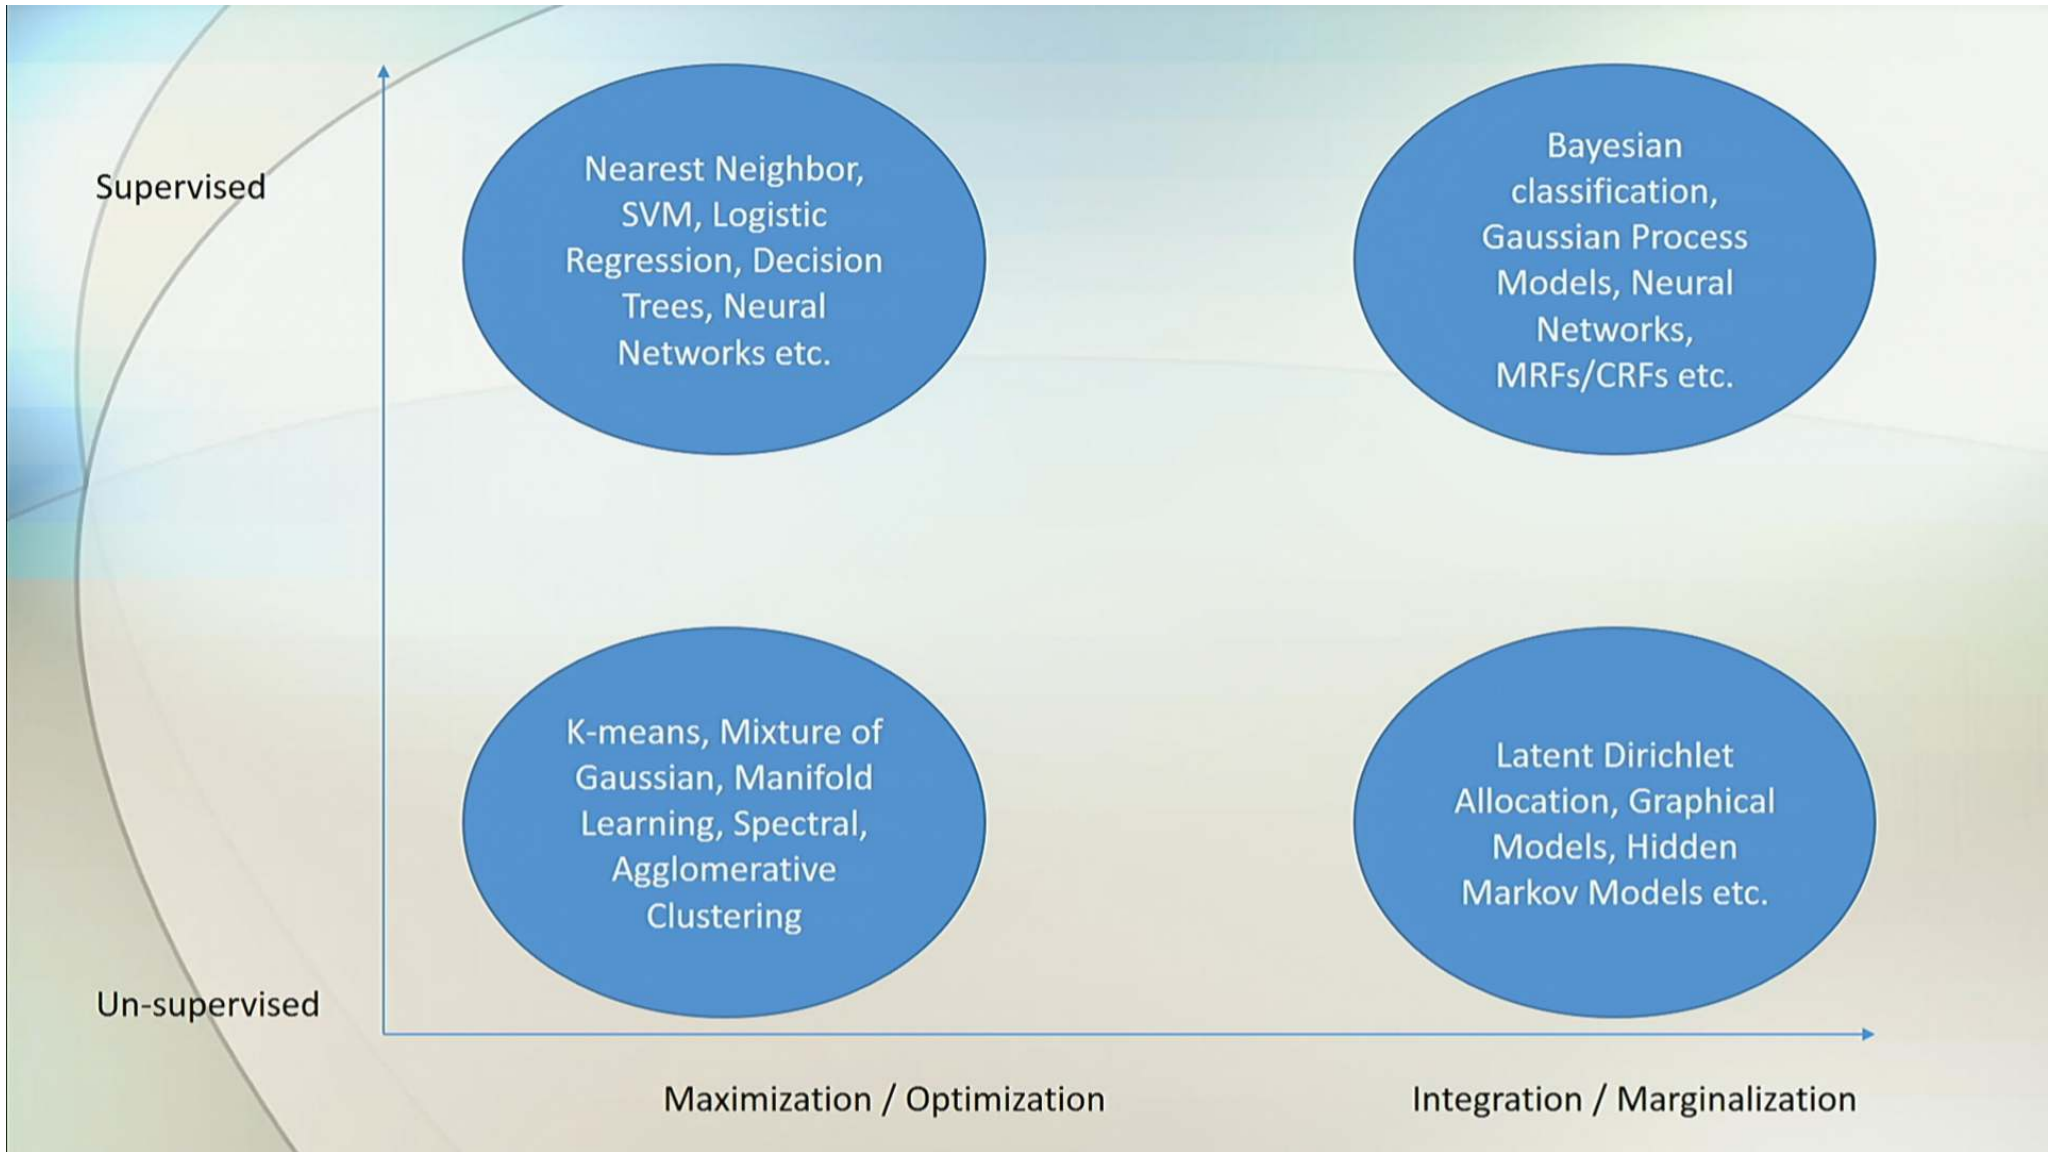 Supervised
Nearest Neighbor,
SVM, Logistic
Regression, Decision
Trees, Neural
Networks etc.
Bayesian
classification,
Gaussian Process
Models, Neural
Networks,
MRFs/CRFs etc.
K-means, Mixture of
Gaussian, Manifold
Learning, Spectral,
Agglomerative
Clustering
Latent Dirichlet
Allocation, Graphical
Models, Hidden
Markov Models etc.
Un-supervised
Maximization / Optimization
Integration / Marginalization